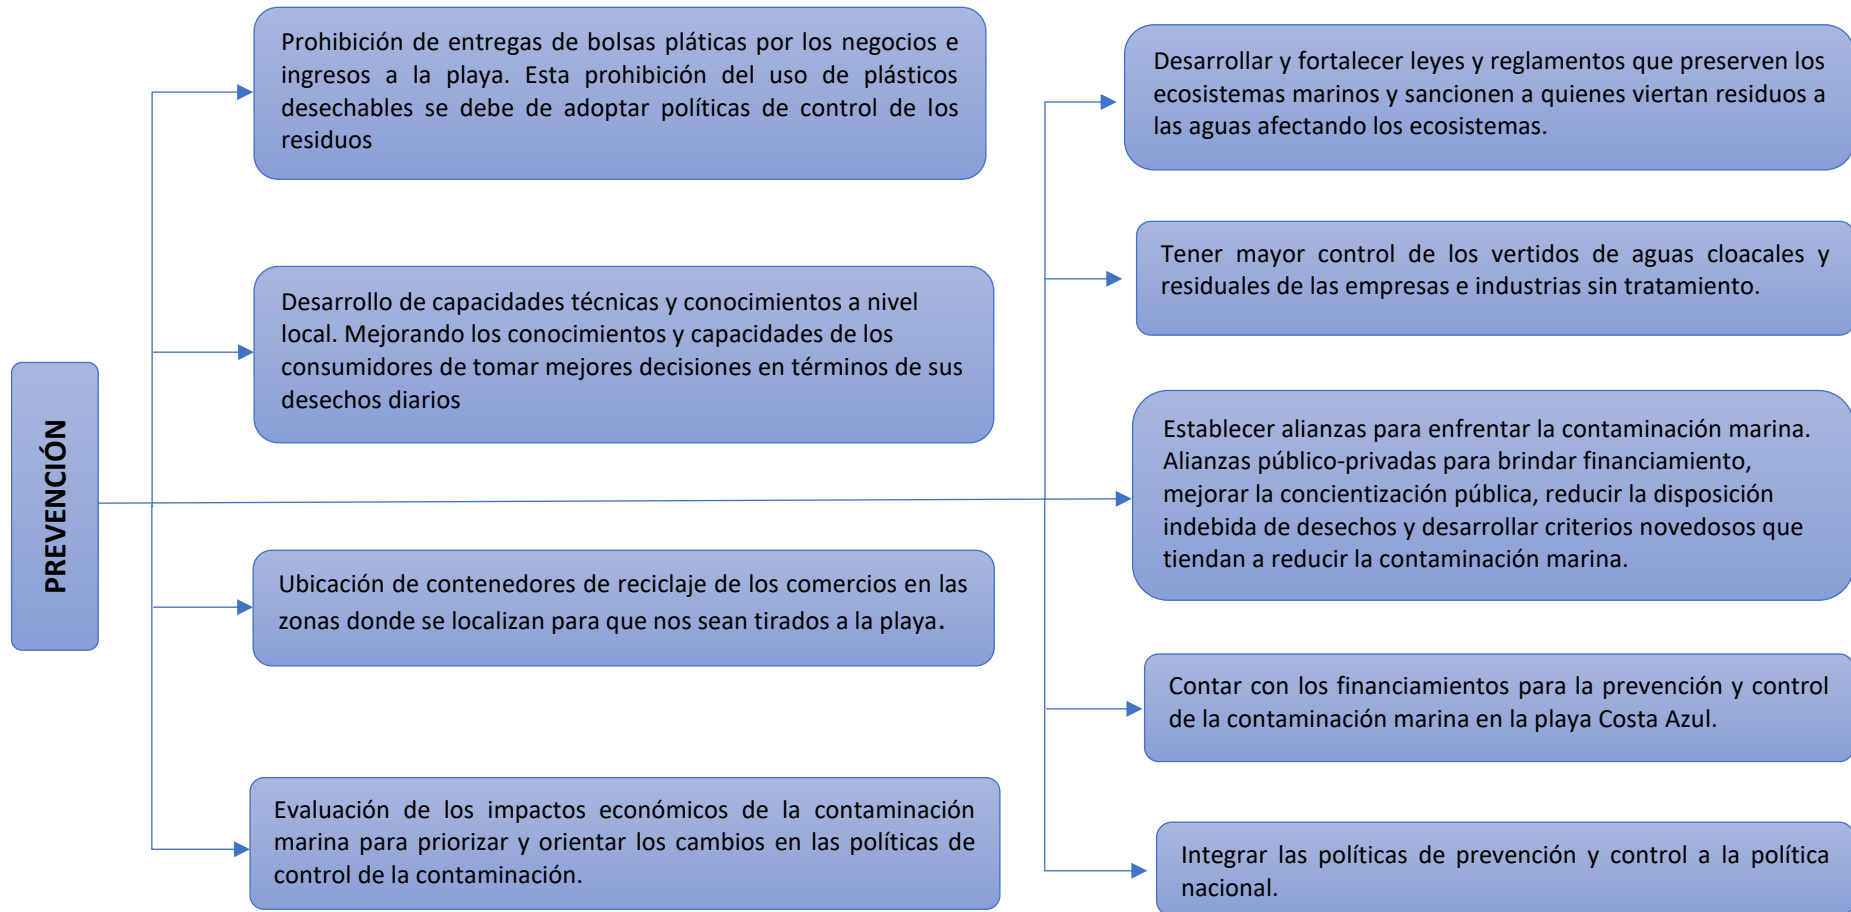 PREVENCIÓN
Prohibición de entregas de bolsas pláticas por los negocios e
ingresos a la playa. Esta prohibición del uso de plásticos
desechables se debe de adoptar políticas de control de los
residuos
Desarrollo de capacidades técnicas y conocimientos a nivel
local. Mejorando los conocimientos y capacidades de los
consumidores de tomar mejores decisiones en términos de sus
desechos diarios
Ubicación de contenedores de reciclaje de los comercios en las
zonas donde se localizan para que nos sean tirados a la playa.
Evaluación de los impactos económicos de la contaminación
marina para priorizar y orientar los cambios en las políticas de
control de la contaminación.
Desarrollar y fortalecer leyes y reglamentos que preserven los
ecosistemas marinos y sancionen a quienes viertan residuos a
las aguas afectando los ecosistemas.
Tener mayor control de los vertidos de aguas cloacales y
residuales de las empresas e industrias sin tratamiento.
Establecer alianzas para enfrentar la contaminación marina.
Alianzas público-privadas para brindar financiamiento,
mejorar la concientización pública, reducir la disposición
indebida de desechos y desarrollar criterios novedosos que
tiendan a reducir la contaminación marina.
Contar con los financiamientos para la prevención y control
de la contaminación marina en la playa Costa Azul.
Integrar las políticas de prevención y control a la política
nacional.